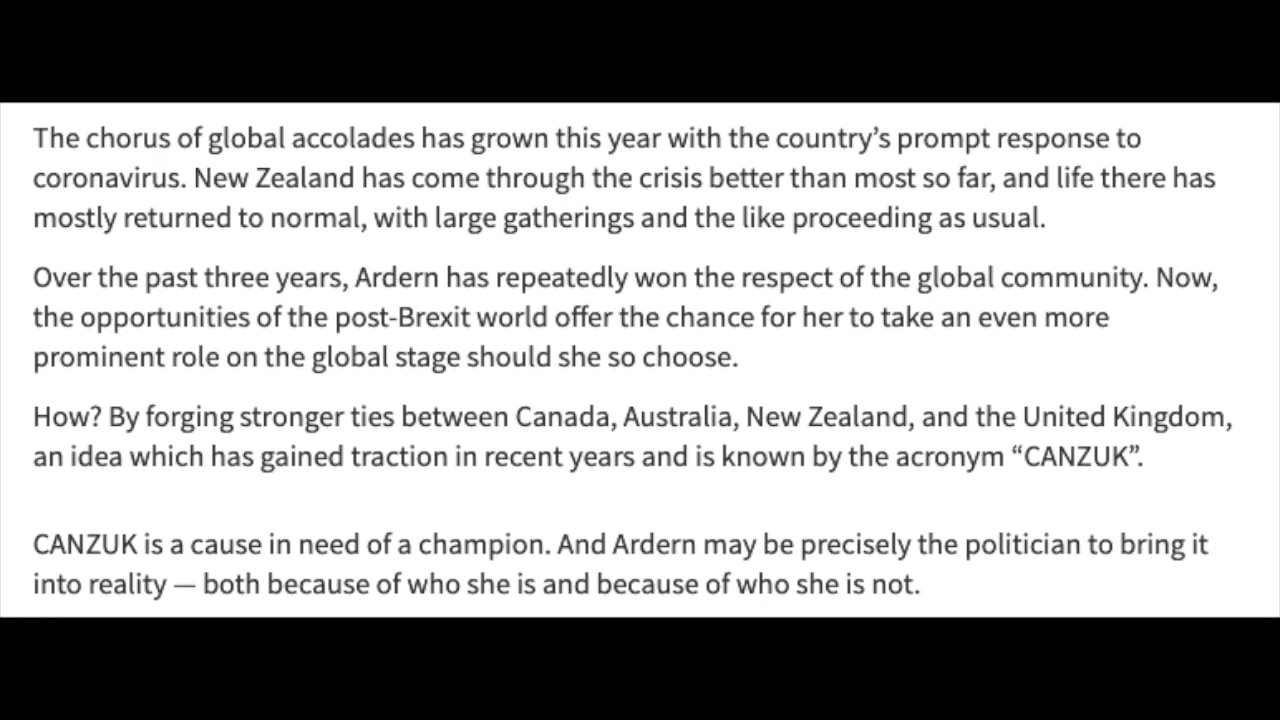 The chorus of global accolades has grown this year with the country’s prompt response to
coronavirus. New Zealand has come through the crisis better than most so far, and life there has
mostly returned to normal, with large gatherings and the like proceeding as usual.
Over the past three years, Ardern has repeatedly won the respect of the global community. Now,
the opportunities of the post-Brexit world offer the chance for her to take an even more
prominent role on the global stage should she so choose.
How? By forging stronger ties between Canada, Australia, New Zealand, and the United Kingdom,
an idea which has gained traction in recent years and is known by the acronym “CANZUK”.
CANZUK is a cause in need of a champion. And Ardern may be precisely the politician to bring it
into reality — both because of who she is and because of who she is not.